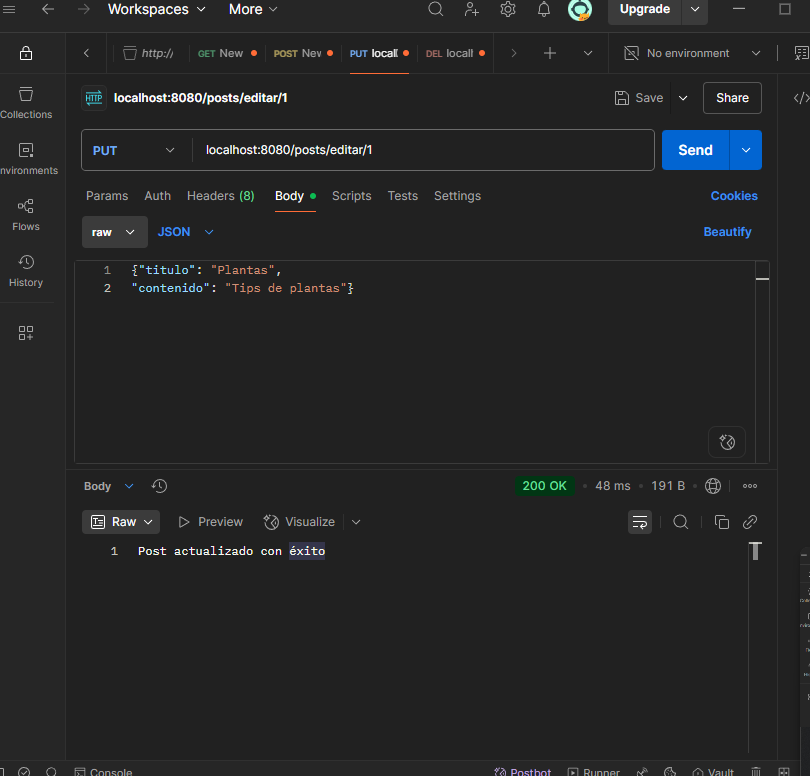 Workspaces More Upgrade
http:// GET New POST Nev PUT locall DEL locall No environment
HTTP localhost:8080/posts/editar/1 Save Share
PUT localhost:8080/posts/editar/1 Send
Params Auth Headers (8) Body Scripts Tests Settings Cookies
raw JSON Beautify
Collections
nvironments
Flows
History
1 {"titulo": "Plantas",
2 "contenido": "Tips de plantas"}
Body 200 OK 48 ms 191 B
Raw Preview Visualize
1 Post actualizado con éxito
Console Postbot Runner Vault